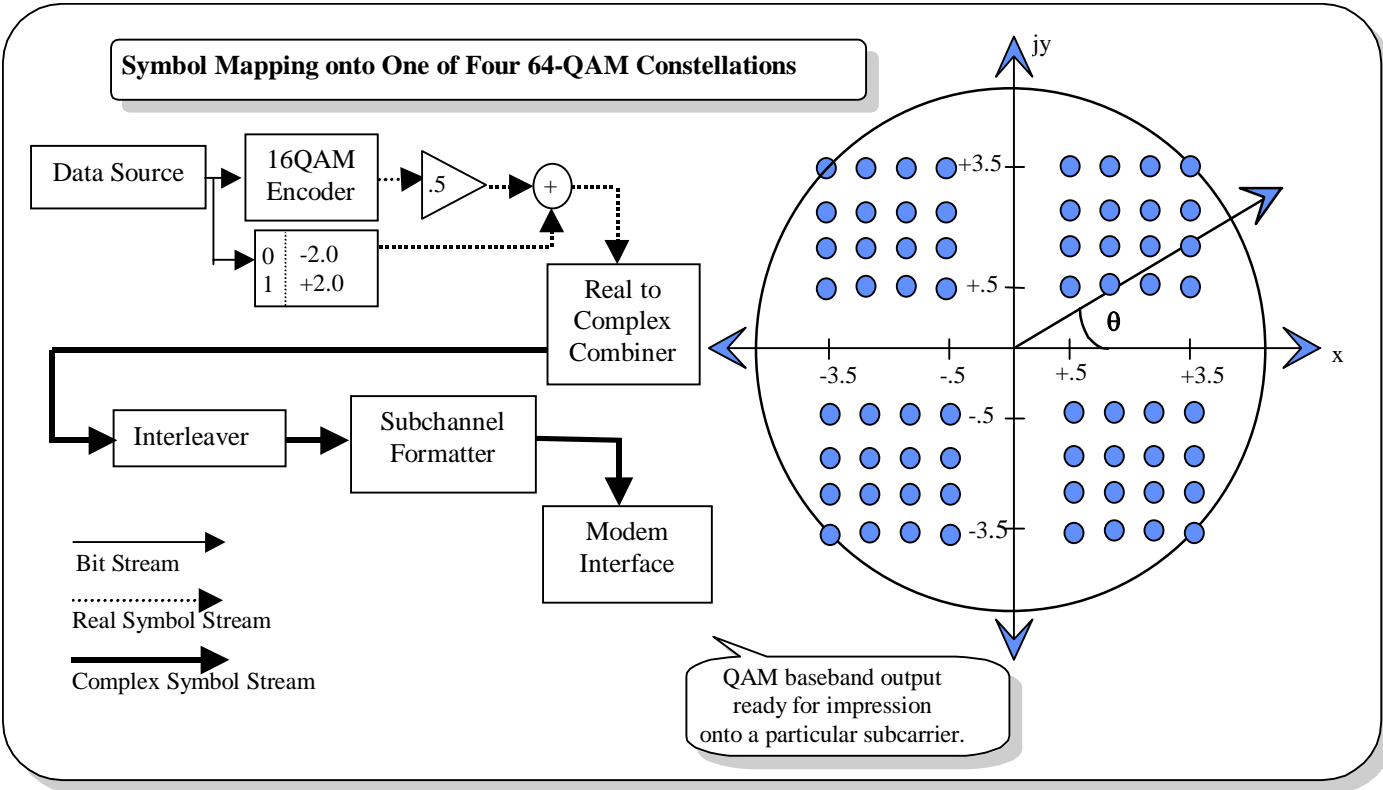 Symbol Mapping onto One of Four 64-QAM Constellations
Data Source
16QAM
Encoder
.5
+
0 -2.0
1 +2.0
Real to
Complex
Combiner
Interleaver
Subchannel
Formatter
Modem
Interface
Bit Stream
Real Symbol Stream
Complex Symbol Stream
QAM baseband output
ready for impression
onto a particular subcarrier.
jy
+3.5
+.5
θ
x
-3.5 -.5 +.5 +3.5
-.5
-3.5